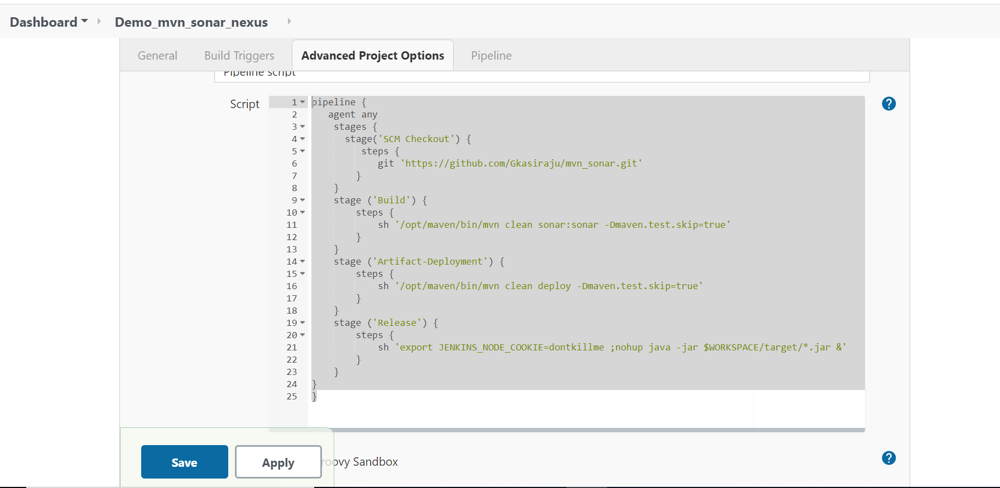 Dashboard Demo_mvn_sonar_nexus
General Build Triggers Advanced Project Options Pipeline
Pipeline script
Script
1 pipeline {
2 agent any
3 stages {
4 stage('SCM Checkout') {
5 steps {
6 git 'https://github.com/Gkasiraju/mvn_sonar.git'
7 }
8 }
9 stage ('Build') {
10 steps {
11 sh '/opt/maven/bin/mvn clean sonar:sonar -Dmaven.test.skip=true'
12 }
13 }
14 stage ('Artifact-Deployment') {
15 steps {
16 sh '/opt/maven/bin/mvn clean deploy -Dmaven.test.skip=true'
17 }
18 }
19 stage ('Release') {
20 steps {
21 sh 'export JENKINS_NODE_COOKIE=dontkillme ;nohup java -jar $WORKSPACE/target/*.jar &'
22 }
23 }
24 }
25 }
Save Apply roovy Sandbox